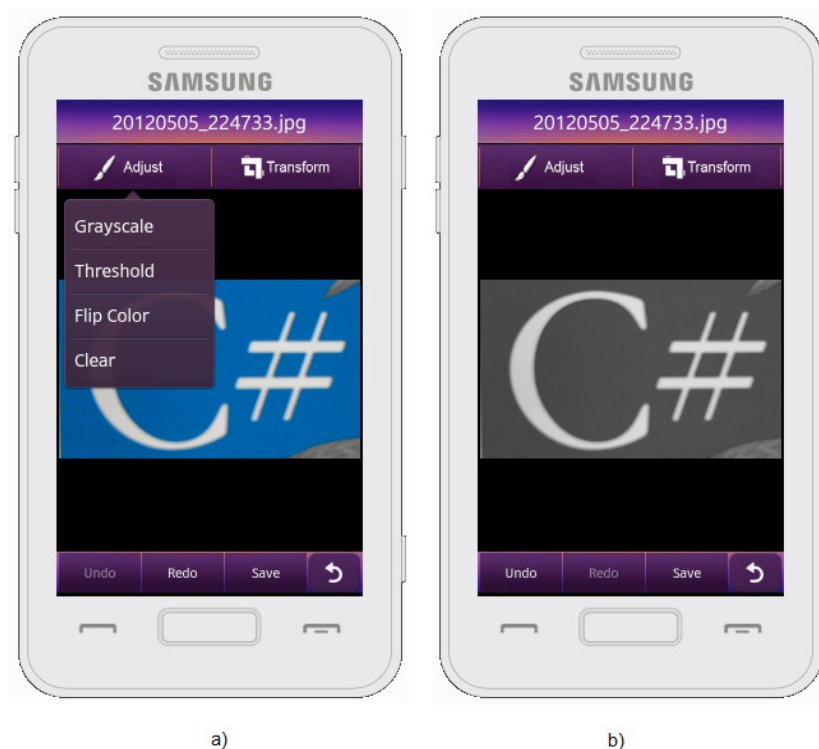 SAMSUNG
20120505_224733.jpg
Adjust Transform
Grayscale
Threshold
Flip Color
Clear
C#
Undo Redo Save
a)
SAMSUNG
20120505_224733.jpg
Adjust Transform
C#
Undo Redo Save
b)